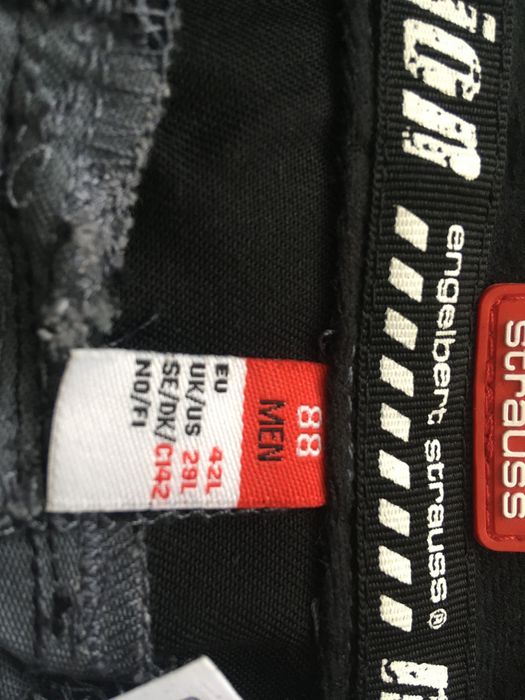 strauss
engelbert strauss®
88
MEN
EU 42L
UK/US 29L
SE/DK/ C142
NO/FI